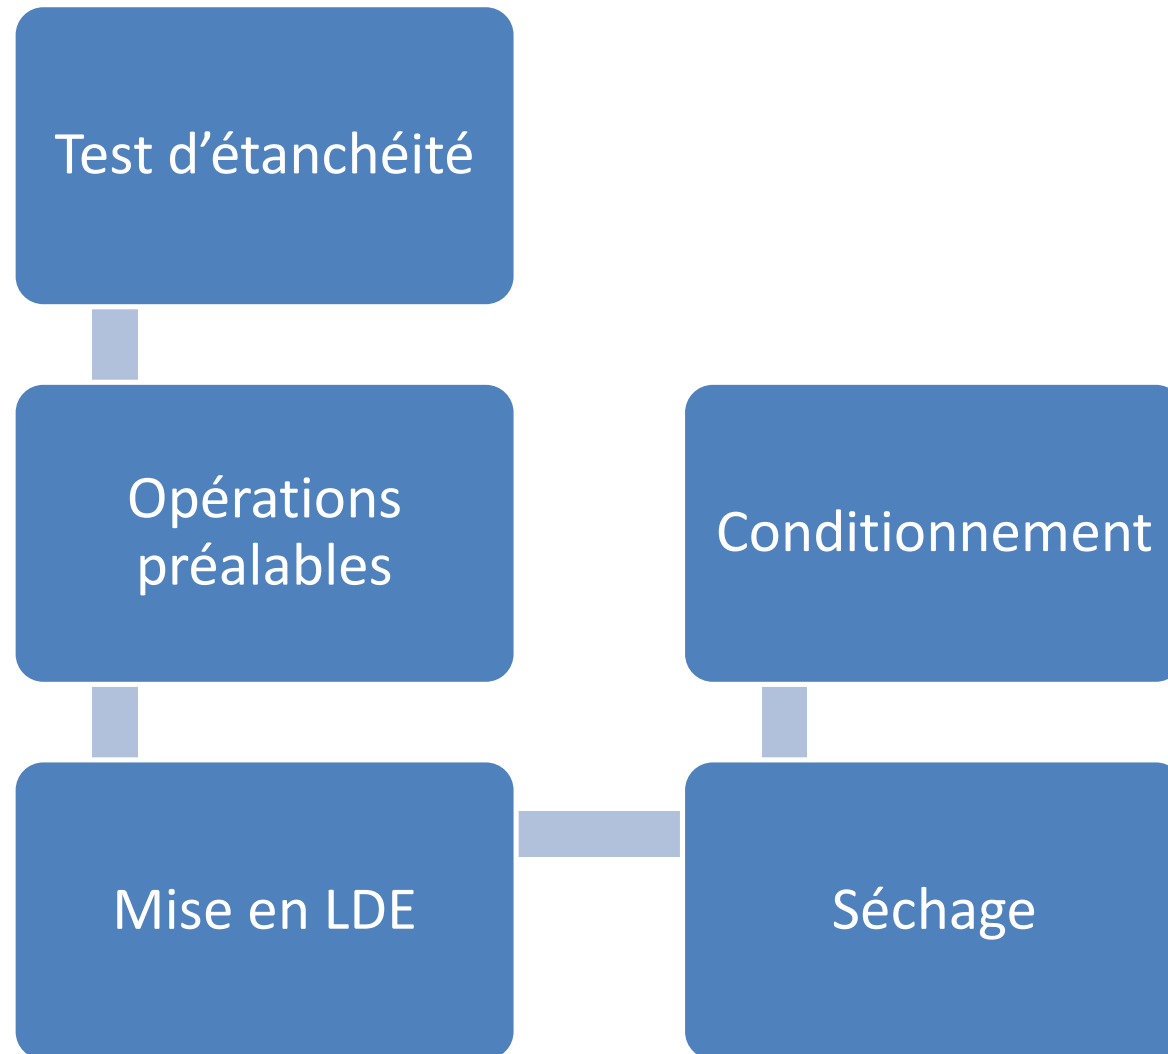 Test d’étanchéité
Opérations
préalables
Mise en LDE
Séchage
Conditionnement